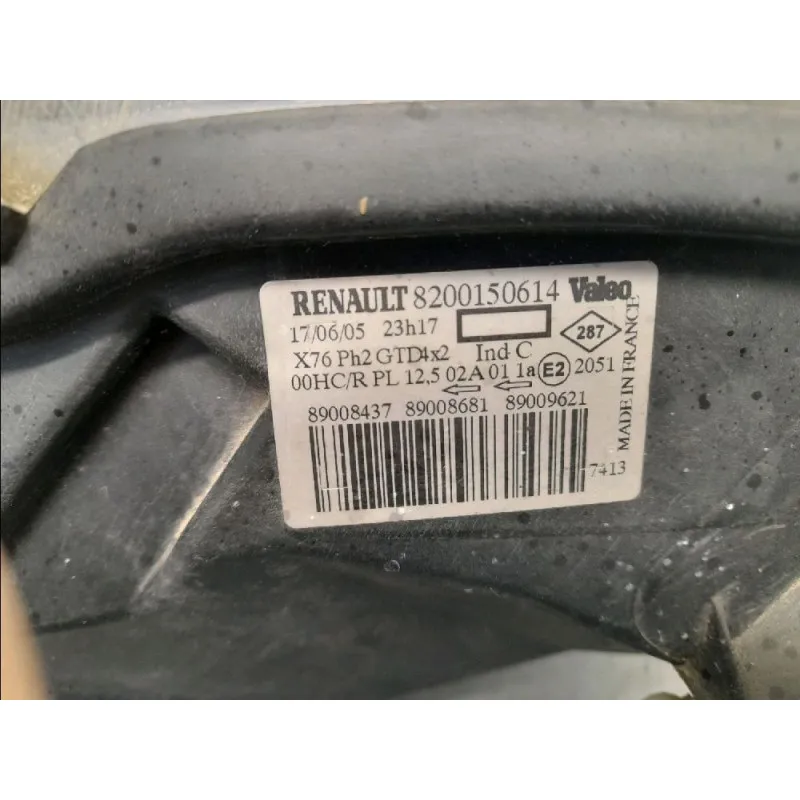 RENAULT 8200150614 Valeo
17/06/05 23h17 287
X76 Ph2 GTD4x2 Ind C
00HC/R PL 12,5 02A 01 1a E2 2051
89008437 89008681 89009621
7413
MADE IN FRANCE